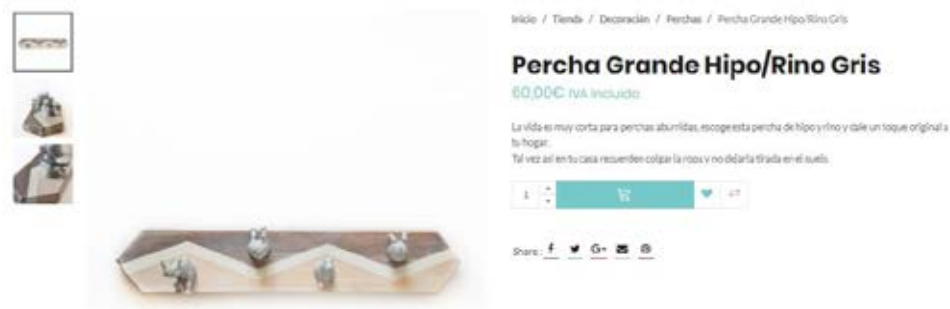 Inicio / Tienda / Decoración / Perchas / Percha Grande Hipo/Rino Gris
Percha Grande Hipo/Rino Gris
60,00€ IVA Incluido
La vida es muy corta para perchas aburridas, escoge esta percha de hipo y rino y dale un toque original a
tu hogar.
Tal vez así en tu casa recuerden colgar la ropa y no dejarla tirada en el suelo.
1
Share: G+